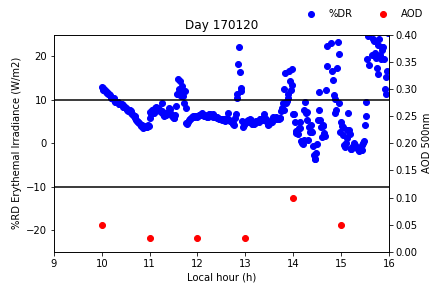 %DR AOD
Day 170120
%RD Erythermal Irradiance (W/m2)
20
10
0
−10
−20
0.40
0.35
0.30
0.25
0.20
0.15
0.10
0.05
0.00
AOD 500nm
9 10 11 12 13 14 15 16
Local hour (h)